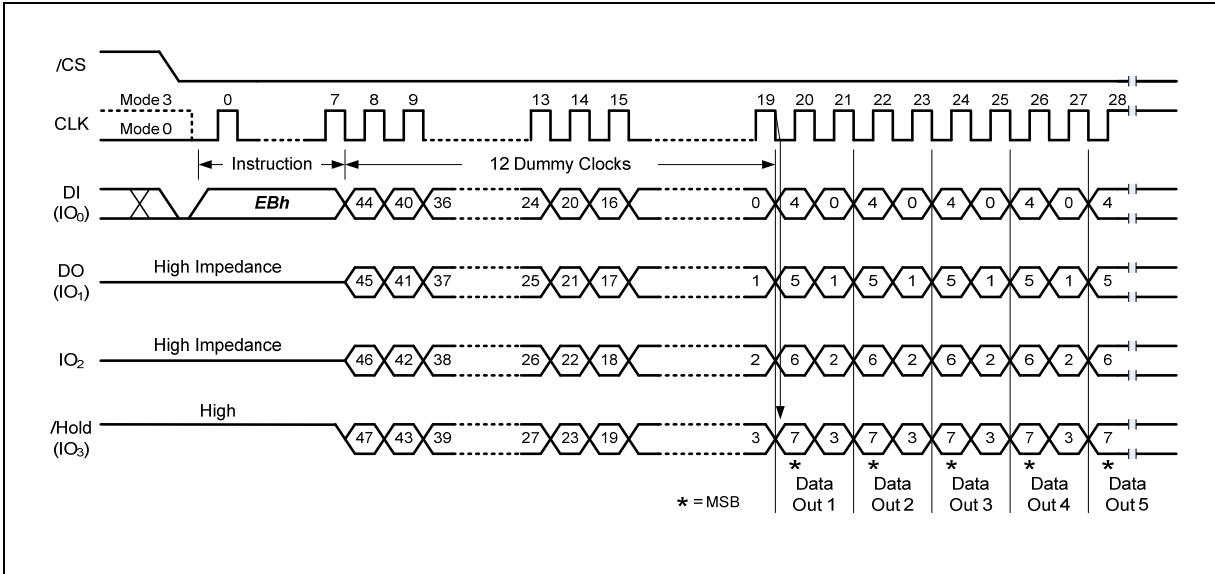 /CS
Mode 3 0 7 8 9 13 14 15 19 20 21 22 23 24 25 26 27 28
CLK
Mode 0
Instruction 12 Dummy Clocks
DI
(IO₀)
EBh 44 40 36 24 20 16 0 4 0 4 0 4 0 4 0 4
DO
(IO₁)
High Impedance 45 41 37 25 21 17 1 5 1 5 1 5 1 5 1 5
IO₂
High Impedance 46 42 38 26 22 18 2 6 2 6 2 6 2 6 2 6
High
/Hold
(IO₃)
47 43 39 27 23 19 3 7 3 7 3 7 3 7 3 7
* * * * *
* = MSB
Data Data Data Data Data
Out 1 Out 2 Out 3 Out 4 Out 5